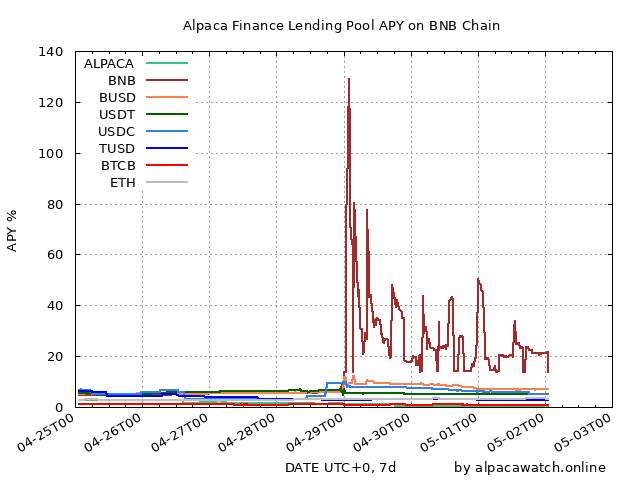 Alpaca Finance Lending Pool APY on BNB Chain
140
120
100
80
60
40
20
0
APY %
ALPACA
BNB
BUSD
USDT
USDC
TUSD
BTCB
ETH
04-25T00
04-26T00
04-27T00
04-28T00
04-29T00
04-30T00
05-01T00
05-02T00
05-03T00
DATE UTC+0, 7d
by alpacawatch.online